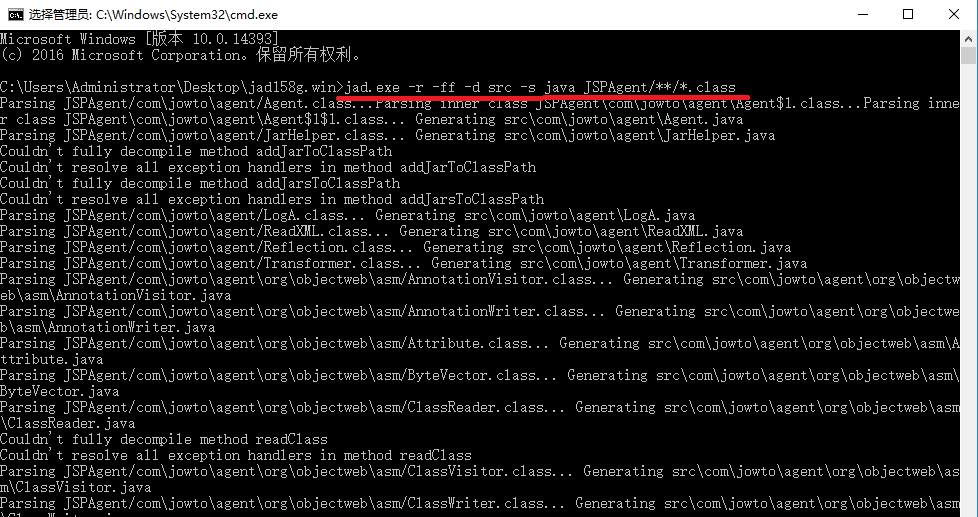 选择管理员: C:\Windows\System32\cmd.exe
Microsoft Windows [版本 10.0.14393]
(c) 2016 Microsoft Corporation。保留所有权利。
C:\Users\Administrator\Desktop\jad158g.win>jad.exe -r -ff -d src -s java JSPAgent/**/*.class
Parsing JSPAgent/com\jowto\agent/Agent.class...Parsing inner class JSPAgent\com\jowto\agent\Agent$1.class...Parsing inne
r class JSPAgent\com\jowto\agent\Agent$1$1.class... Generating src\com\jowto\agent\Agent.java
Parsing JSPAgent/com\jowto\agent/JarHelper.class... Generating src\com\jowto\agent\JarHelper.java
Couldn't fully decompile method addJarToClassPath
Couldn't resolve all exception handlers in method addJarToClassPath
Couldn't fully decompile method addJarsToClassPath
Couldn't resolve all exception handlers in method addJarsToClassPath
Parsing JSPAgent/com\jowto\agent/LogA.class... Generating src\com\jowto\agent\LogA.java
Parsing JSPAgent/com\jowto\agent/ReadXML.class... Generating src\com\jowto\agent\ReadXML.java
Parsing JSPAgent/com\jowto\agent/Reflection.class... Generating src\com\jowto\agent\Reflection.java
Parsing JSPAgent/com\jowto\agent/Transformer.class... Generating src\com\jowto\agent\Transformer.java
Parsing JSPAgent/com\jowto\agent\org\objectweb\asm/AnnotationVisitor.class... Generating src\com\jowto\agent\org\objectw
eb\asm\AnnotationVisitor.java
Parsing JSPAgent/com\jowto\agent\org\objectweb\asm/AnnotationWriter.class... Generating src\com\jowto\agent\org\objectwe
b\asm\AnnotationWriter.java
Parsing JSPAgent/com\jowto\agent\org\objectweb\asm/Attribute.class... Generating src\com\jowto\agent\org\objectweb\asm\A
ttribute.java
Parsing JSPAgent/com\jowto\agent\org\objectweb\asm/ByteVector.class... Generating src\com\jowto\agent\org\objectweb\asm\
ByteVector.java
Parsing JSPAgent/com\jowto\agent\org\objectweb\asm/ClassReader.class... Generating src\com\jowto\agent\org\objectweb\asm
\ClassReader.java
Couldn't fully decompile method readClass
Couldn't resolve all exception handlers in method readClass
Parsing JSPAgent/com\jowto\agent\org\objectweb\asm/ClassVisitor.class... Generating src\com\jowto\agent\org\objectweb\as
m\ClassVisitor.java
Parsing JSPAgent/com\jowto\agent\org\objectweb\asm/ClassWriter.class... Generating src\com\jowto\agent\org\objectweb\asm